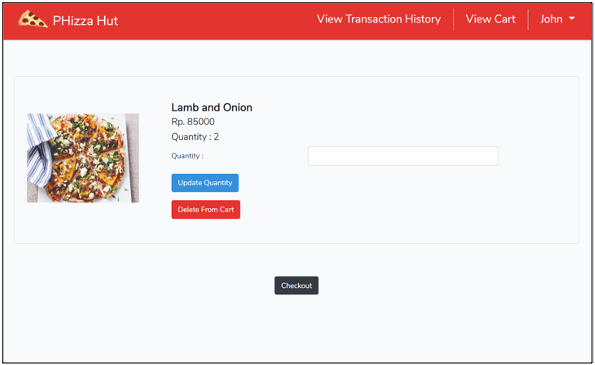 PHizza Hut
View Transaction History
View Cart
John
Lamb and Onion
Rp. 85000
Quantity : 2
Quantity :
Update Quantity
Delete From Cart
Checkout